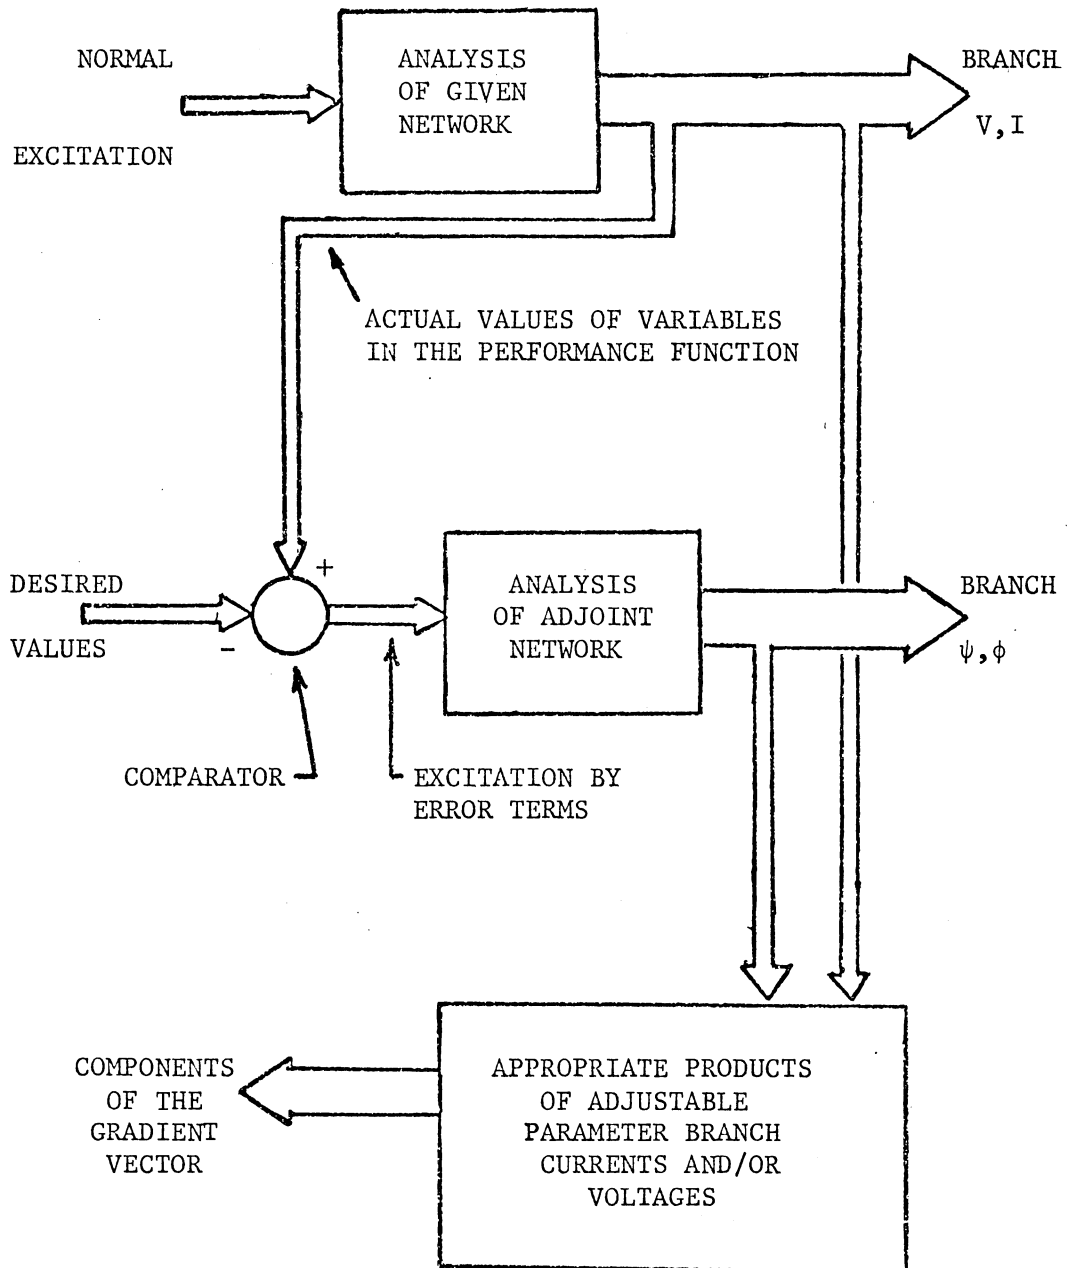 NORMAL
EXCITATION
ANALYSIS
OF GIVEN
NETWORK
BRANCH
V,I
ACTUAL VALUES OF VARIABLES
IN THE PERFORMANCE FUNCTION
DESIRED
VALUES
+
-
ANALYSIS
OF ADJOINT
NETWORK
BRANCH
ψ,ϕ
COMPARATOR
EXCITATION BY
ERROR TERMS
COMPONENTS
OF THE
GRADIENT
VECTOR
APPROPRIATE PRODUCTS
OF ADJUSTABLE
PARAMETER BRANCH
CURRENTS AND/OR
VOLTAGES